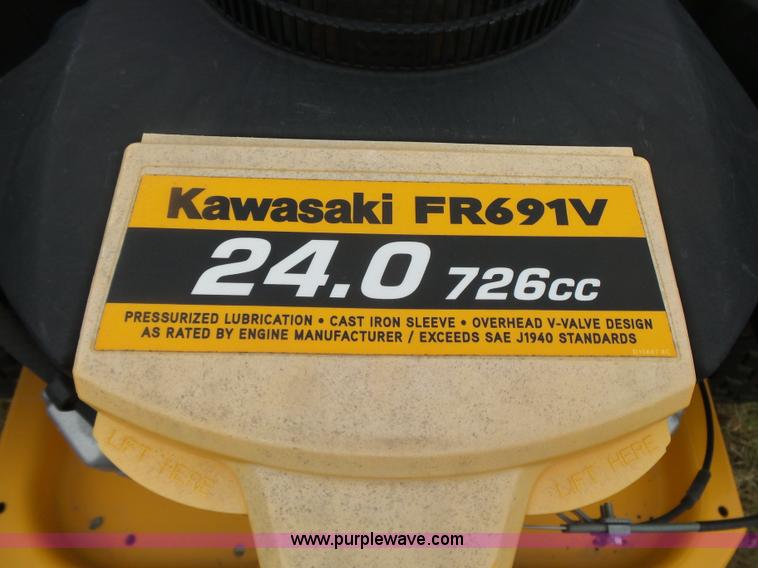 Kawasaki FR691V
24.0 726cc
PRESSURIZED LUBRICATION • CAST IRON SLEEVE • OVERHEAD V-VALVE DESIGN
AS RATED BY ENGINE MANUFACTURER / EXCEEDS SAE J1940 STANDARDS
LIFT HERE LIFT HERE
www.purplewave.com